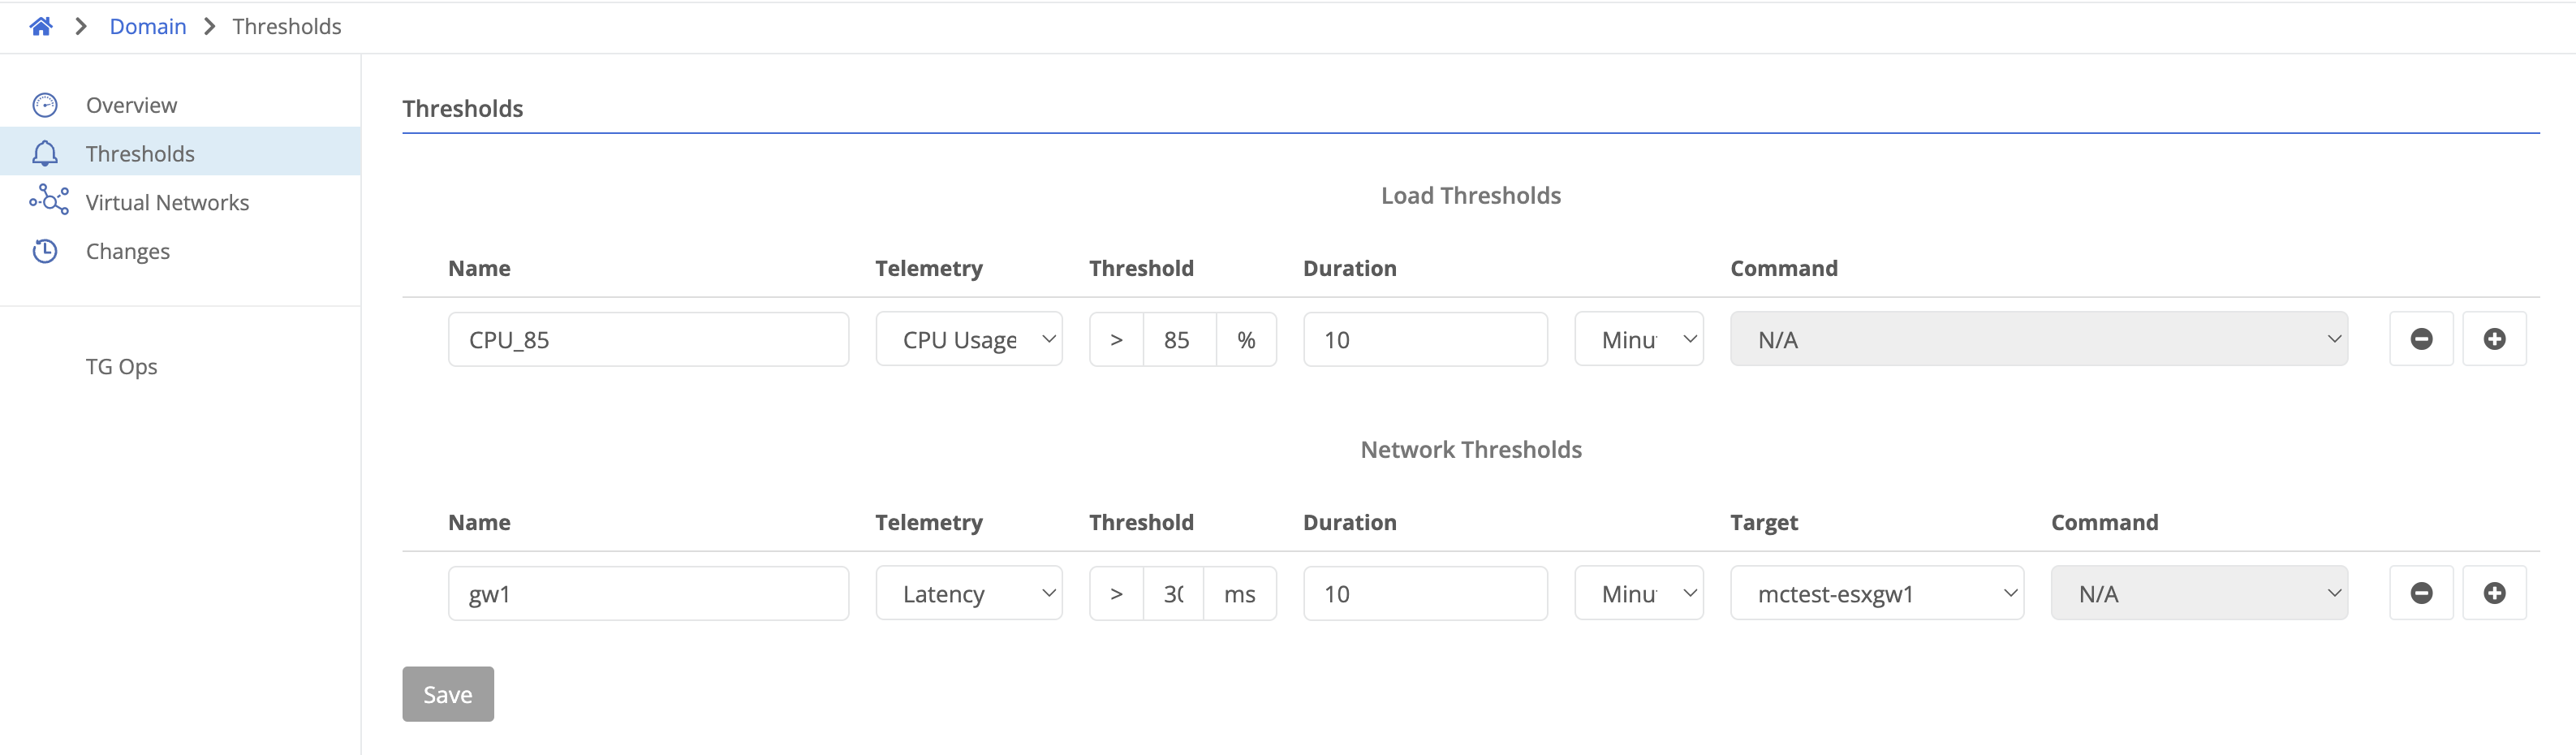 Domain Thresholds
Overview
Thresholds
Virtual Networks
Changes
TG Ops
Thresholds
Load Thresholds
Name Telemetry Threshold Duration Command
CPU_85 CPU Usage > 85 % 10 Minu N/A
Network Thresholds
Name Telemetry Threshold Duration Target Command
gw1 Latency > ms 10 Minu mctest-esxgw1 N/A
Save